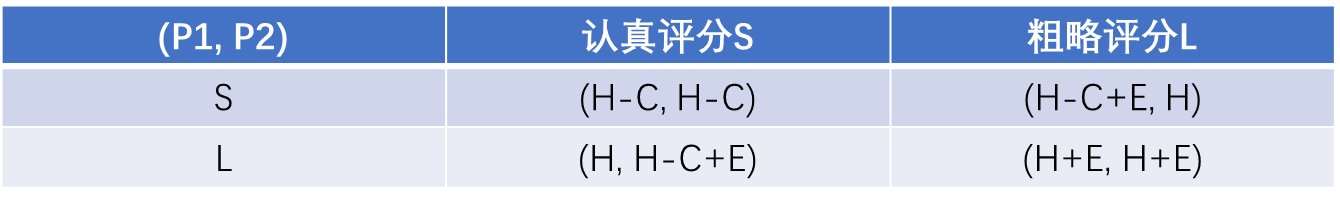 (P1, P2) 认真评分S 粗略评分L
S (H-C, H-C) (H-C+E, H)
L (H, H-C+E) (H+E, H+E)